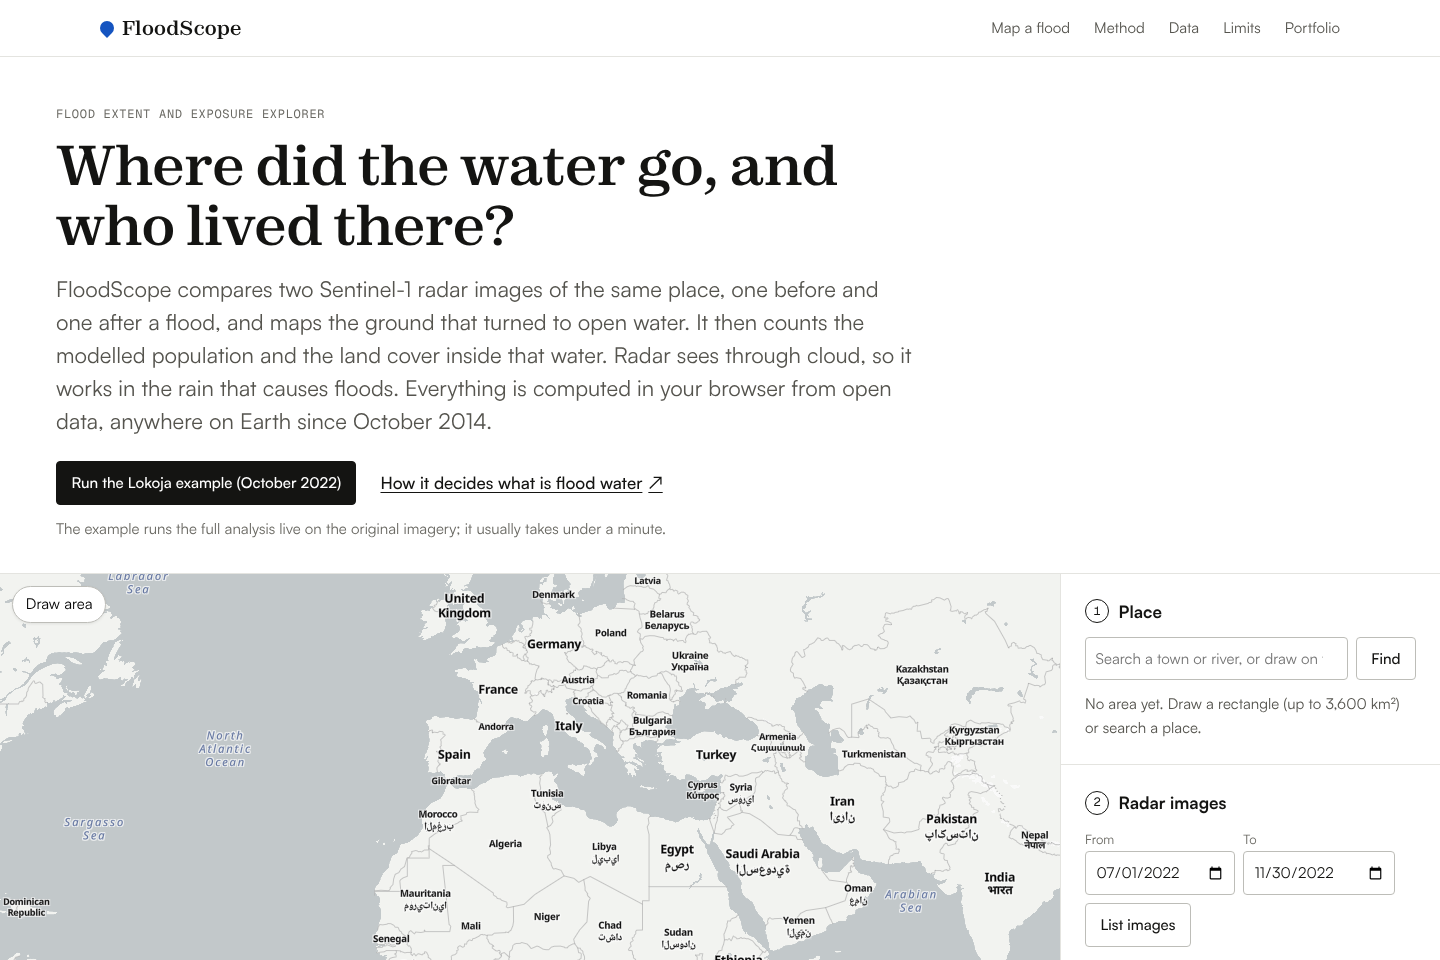 FloodScope
Map a flood
Method
Data
Limits
Portfolio
FLOOD EXTENT AND EXPOSURE EXPLORER
Where did the water go, and
who lived there?
FloodScope compares two Sentinel-1 radar images of the same place, one before and
one after a flood, and maps the ground that turned to open water. It then counts the
modelled population and the land cover inside that water. Radar sees through cloud, so it
works in the rain that causes floods. Everything is computed in your browser from open
data, anywhere on Earth since October 2014.
Run the Lokoja example (October 2022)
How it decides what is flood water ↗
The example runs the full analysis live on the original imagery; it usually takes under a minute.
Draw area
Labrador
Sea
United
Kingdom
Denmark
Latvia
Belarus
Беларусь
Poland
Germany
Ukraine
Україна
Kazakhstan
Қазақстан
France
Austria
Croatia
Romania
Andorra
Italy
Bulgaria
България
North
Atlantic
Ocean
Spain
Gibraltar
Turkey
Armenia
Հայաստան
Turkmenistan
Kyrgyzstan
Кыргызстан
Cyprus
Κύπρος
Syria
سوريا
Tunisia
تونس
Sargasso
Sea
Morocco
المغرب
Algeria
Libya
ليبيا
Egypt
مصر
Saudi Arabia
السعودية
Iran
ایران
Pakistan
پاکستان
Nepal
नेपाल
India
भारत
Oman
عمان
Arabian
Sea
Dominican
Republic
Mauritania
موريتانيا
Mali
Niger
Chad
تشاد
Sudan
السودان
Yemen
اليمن
Senegal
Ethiopia
1 Place
Search a town or river, or draw on
Find
No area yet. Draw a rectangle (up to 3,600 km²)
or search a place.
2 Radar images
From
To
07/01/2022
11/30/2022
List images